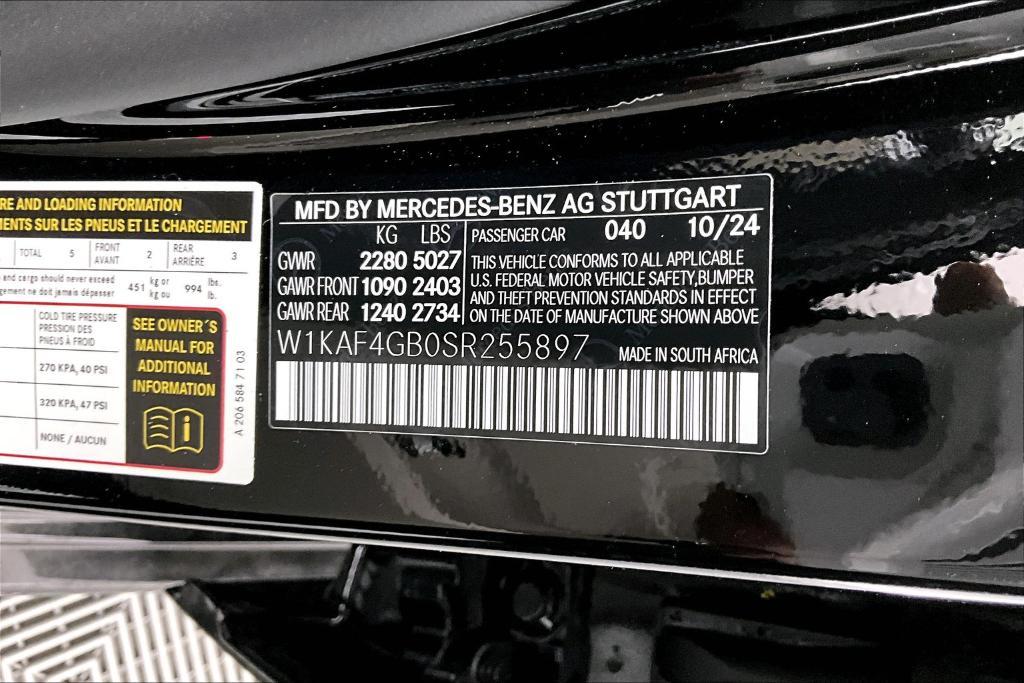 RE AND LOADING INFORMATION
MENTS SUR LES PNEUS ET LE CHARGEMENT
TOTAL 5 FRONT AVANT 2 REAR ARRIÈRE 3
and cargo should never exceed 451 kg or 994 lbs.
gement ne doit jamais dépasser kg ou lb.
COLD TIRE PRESSURE
PRESSION DES
PNEUS À FROID
270 KPA, 40 PSI
320 KPA, 47 PSI
NONE / AUCUN
SEE OWNER´S
MANUAL FOR
ADDITIONAL
INFORMATION
A 206 584 71 03
MFD BY MERCEDES-BENZ AG STUTTGART
KG LBS
GWR 2280 5027
GAWR FRONT 1090 2403
GAWR REAR 1240 2734
PASSENGER CAR 040 10/24
THIS VEHICLE CONFORMS TO ALL APPLICABLE
U.S. FEDERAL MOTOR VEHICLE SAFETY, BUMPER
AND THEFT PREVENTION STANDARDS IN EFFECT
ON THE DATE OF MANUFACTURE SHOWN ABOVE
W1KAF4GB0SR255897
MADE IN SOUTH AFRICA